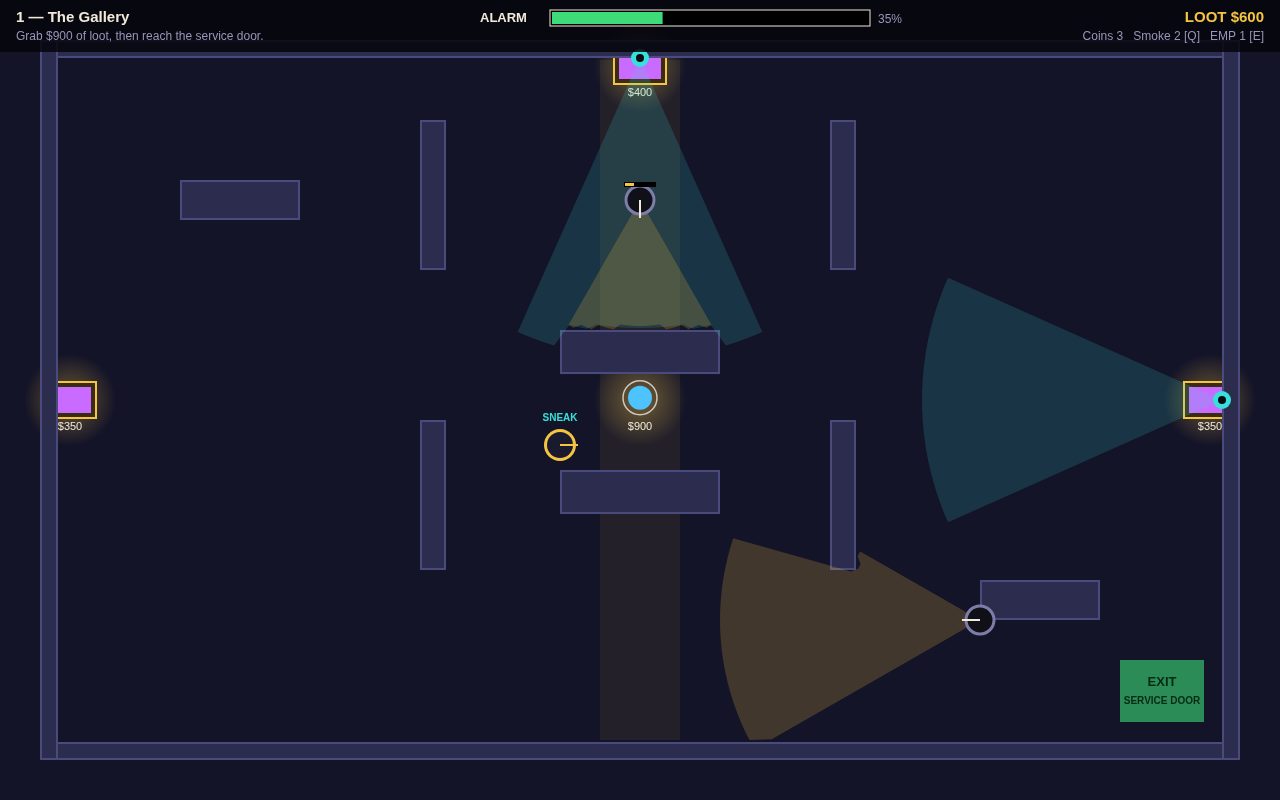 1 — The Gallery
Grab $900 of loot, then reach the service door.
ALARM
35%
LOOT $600
Coins 3 Smoke 2 [Q] EMP 1 [E]
$400
$350
SNEAK
$900
$350
EXIT
SERVICE DOOR